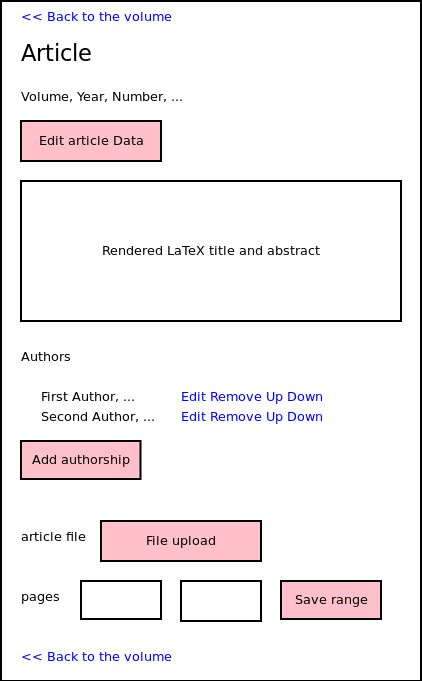 << Back to the volume
Article
Volume, Year, Number, ...
Edit article Data
Rendered LaTeX title and abstract
Authors
First Author, ... Edit Remove Up Down
Second Author, ... Edit Remove Up Down
Add authorship
article file File upload
pages Save range
<< Back to the volume